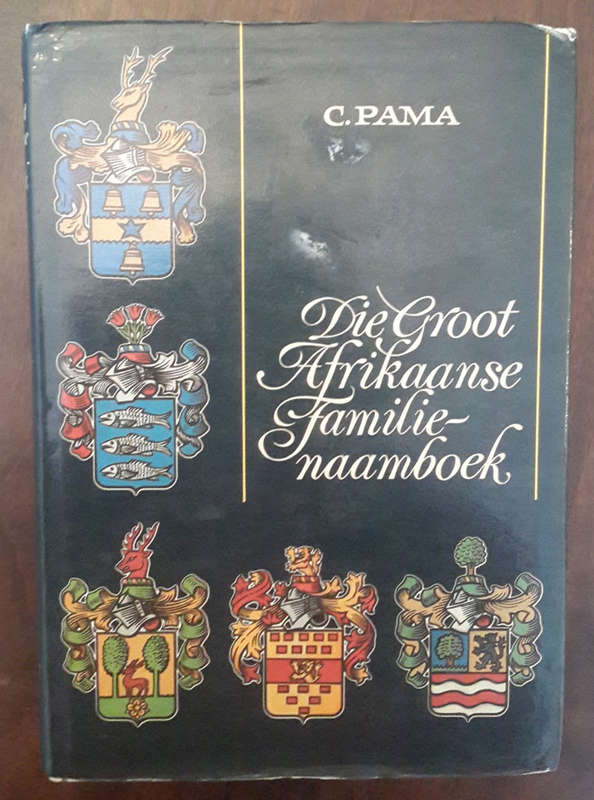 C. PAMA
Die Groot
Afrikaanse
Familie-
naamboek